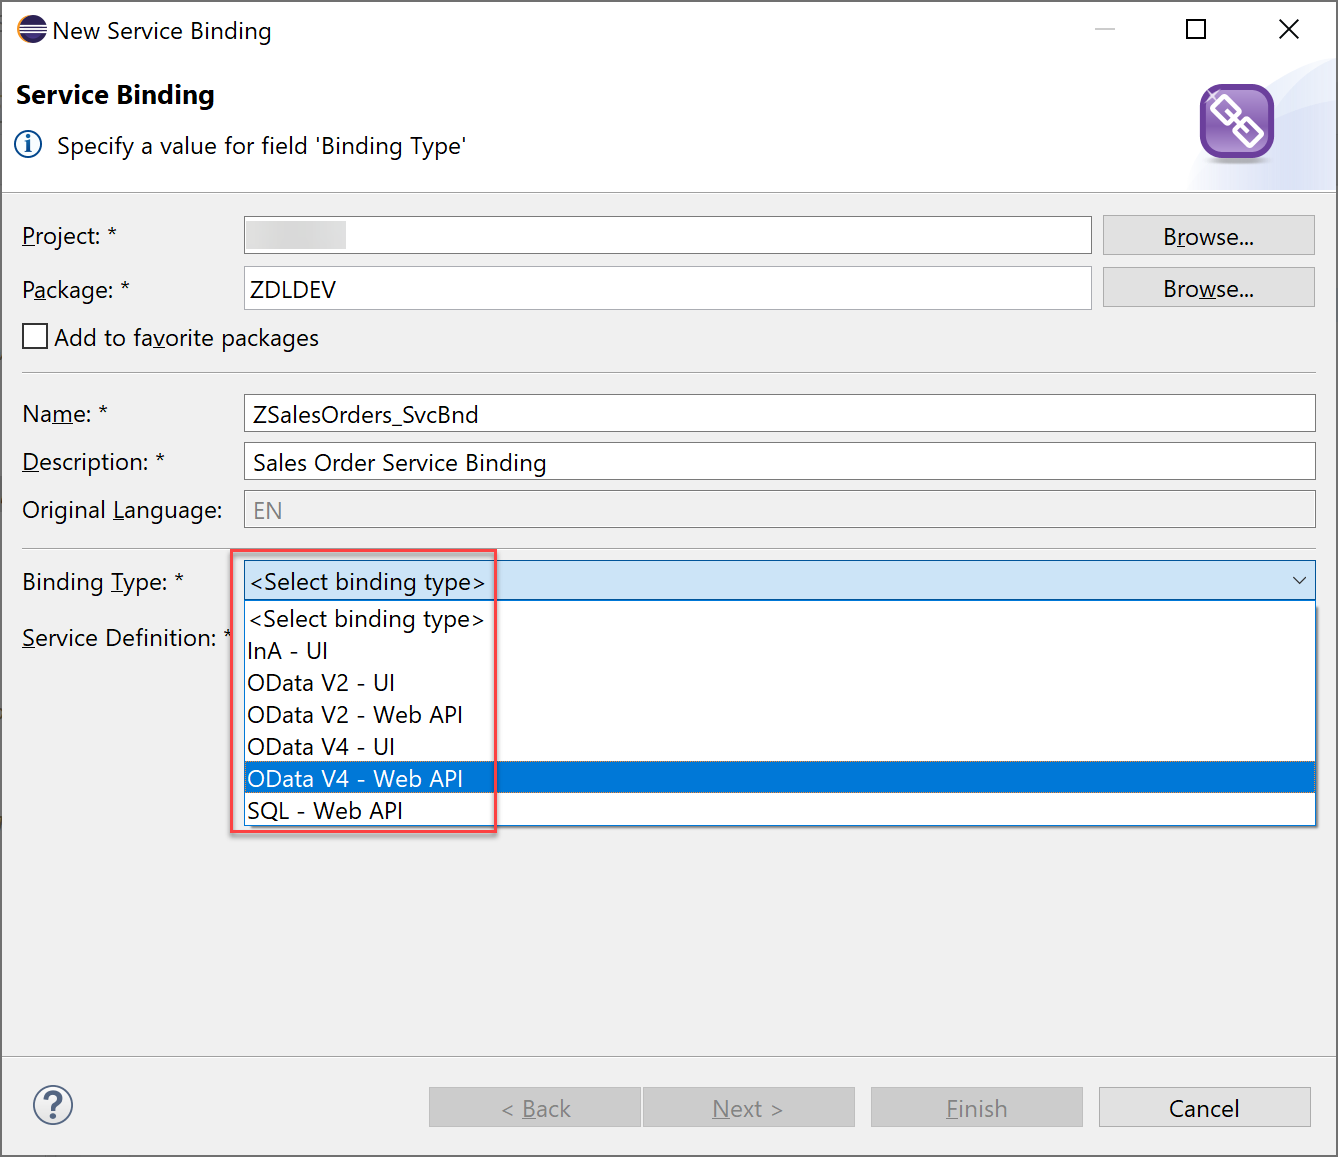 New Service Binding
Service Binding
Specify a value for field 'Binding Type'
Project: *
Browse...
Package: * ZDLDEV Browse...
Add to favorite packages
Name: * ZSalesOrders_SvcBnd
Description: * Sales Order Service Binding
Original Language: EN
Binding Type: * <Select binding type>
<Select binding type>
Service Definition: *
InA - UI
OData V2 - UI
OData V2 - Web API
OData V4 - UI
OData V4 - Web API
SQL - Web API
? < Back Next > Finish Cancel